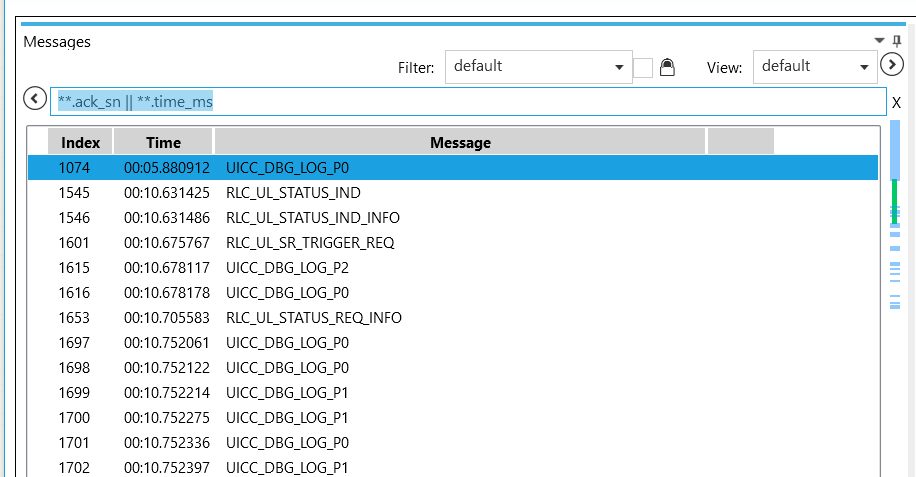 Messages
Filter: default View: default
**.ack_sn || **.time_ms X
Index Time Message
1074 00:05.880912 UICC_DBG_LOG_P0
1545 00:10.631425 RLC_UL_STATUS_IND
1546 00:10.631486 RLC_UL_STATUS_IND_INFO
1601 00:10.675767 RLC_UL_SR_TRIGGER_REQ
1615 00:10.678117 UICC_DBG_LOG_P2
1616 00:10.678178 UICC_DBG_LOG_P0
1653 00:10.705583 RLC_UL_STATUS_REQ_INFO
1697 00:10.752061 UICC_DBG_LOG_P0
1698 00:10.752122 UICC_DBG_LOG_P0
1699 00:10.752214 UICC_DBG_LOG_P1
1700 00:10.752275 UICC_DBG_LOG_P1
1701 00:10.752336 UICC_DBG_LOG_P0
1702 00:10.752397 UICC_DBG_LOG_P1